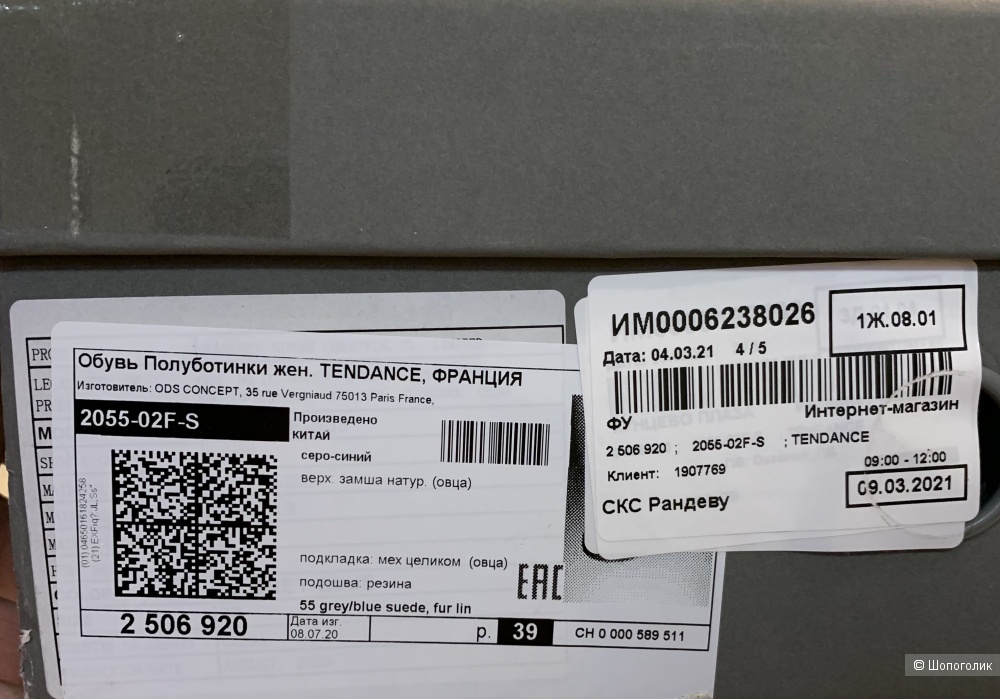 ИМ0006238026
1Ж.08.01
Дата: 04.03.21 4 / 5
ФУ
Интернет-магазин
2 506 920 ; 2055-02F-S ; TENDANCE
Клиент: 1907769
09:00 - 12:00
09.03.2021
СКС Рандеву
Обувь Полуботинки жен. TENDANCE, ФРАНЦИЯ
Изготовитель: ODS CONCEPT, 35 rue Vergniaud 75013 Paris France,
2055-02F-S
Произведено
КИТАЙ
серо-синий
верх: замша натур. (овца)
(01)04650161824258
подкладка: мех целиком (овца)
подошва: резина
EAC
55 grey/blue suede, fur lin
2 506 920
Дата изг.
08.07.20
р. 39
CH 0 000 589 511
© Шопоголик